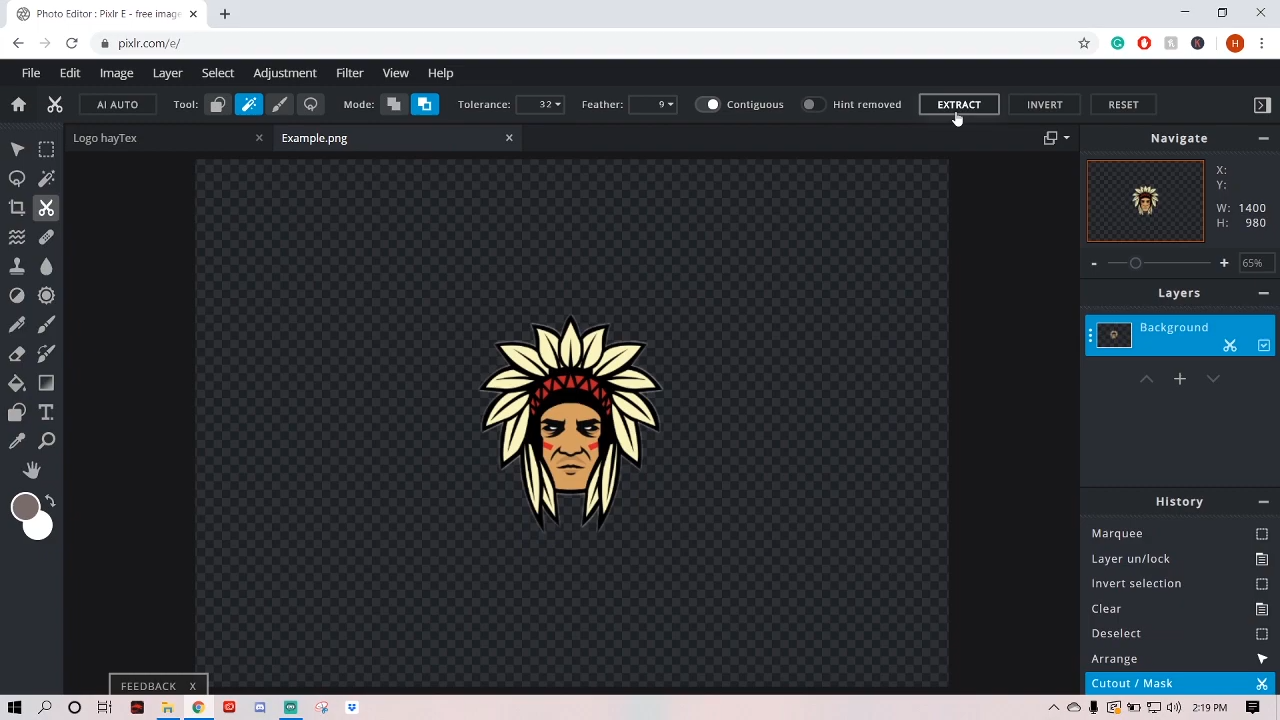 Photo Editor : Pixlr E - free imag
pixlr.com/e/
File Edit Image Layer Select Adjustment Filter View Help
AI AUTO Tool: Mode: Tolerance: 32 Feather: 9 Contiguous Hint removed EXTRACT INVERT RESET
Logo hayTex Example.png
Navigate
X:
Y:
W: 1400
H: 980
65%
Layers
Background
History
Marquee
Layer un/lock
Invert selection
Clear
Deselect
Arrange
Cutout / Mask
FEEDBACK X
2:19 PM